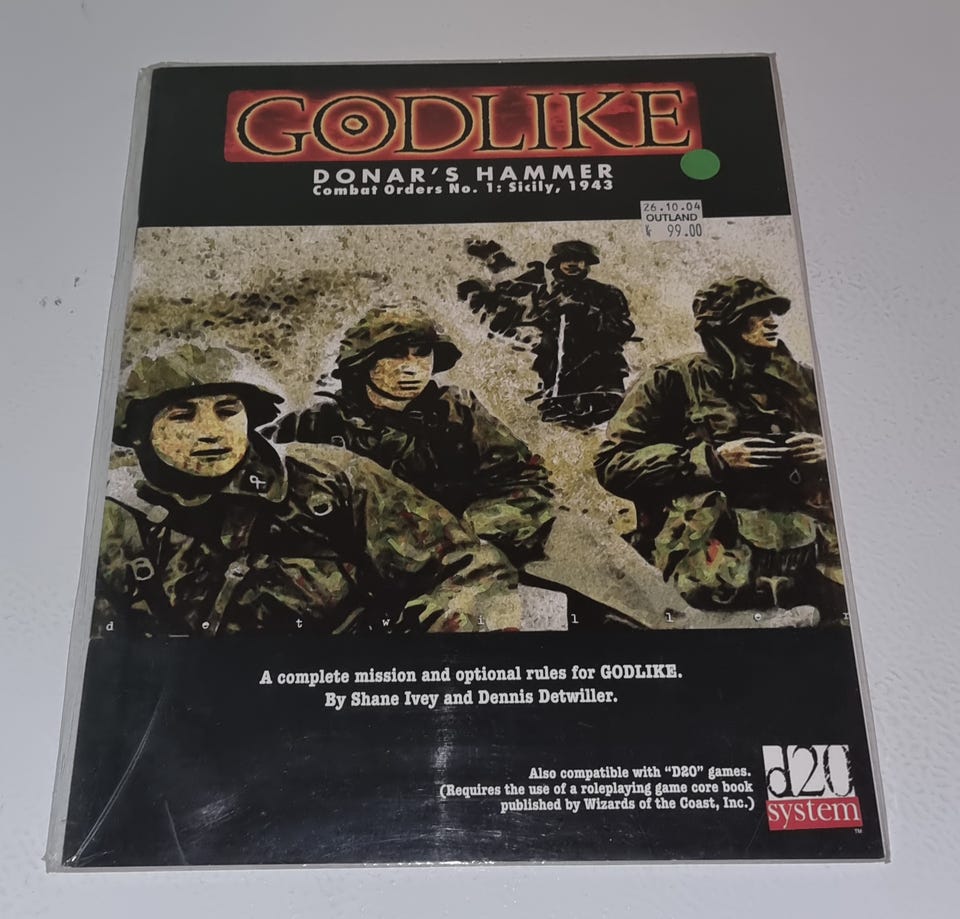 GODLIKE
DONAR'S HAMMER
Combat Orders No. 1: Sicily, 1943
26.10.04
OUTLAND
99.00
d e t w i l l e r
A complete mission and optional rules for GODLIKE.
By Shane Ivey and Dennis Detwiller.
Also compatible with "D20" games.
(Requires the use of a roleplaying game core book
published by Wizards of the Coast, Inc.)
d20
system
TM